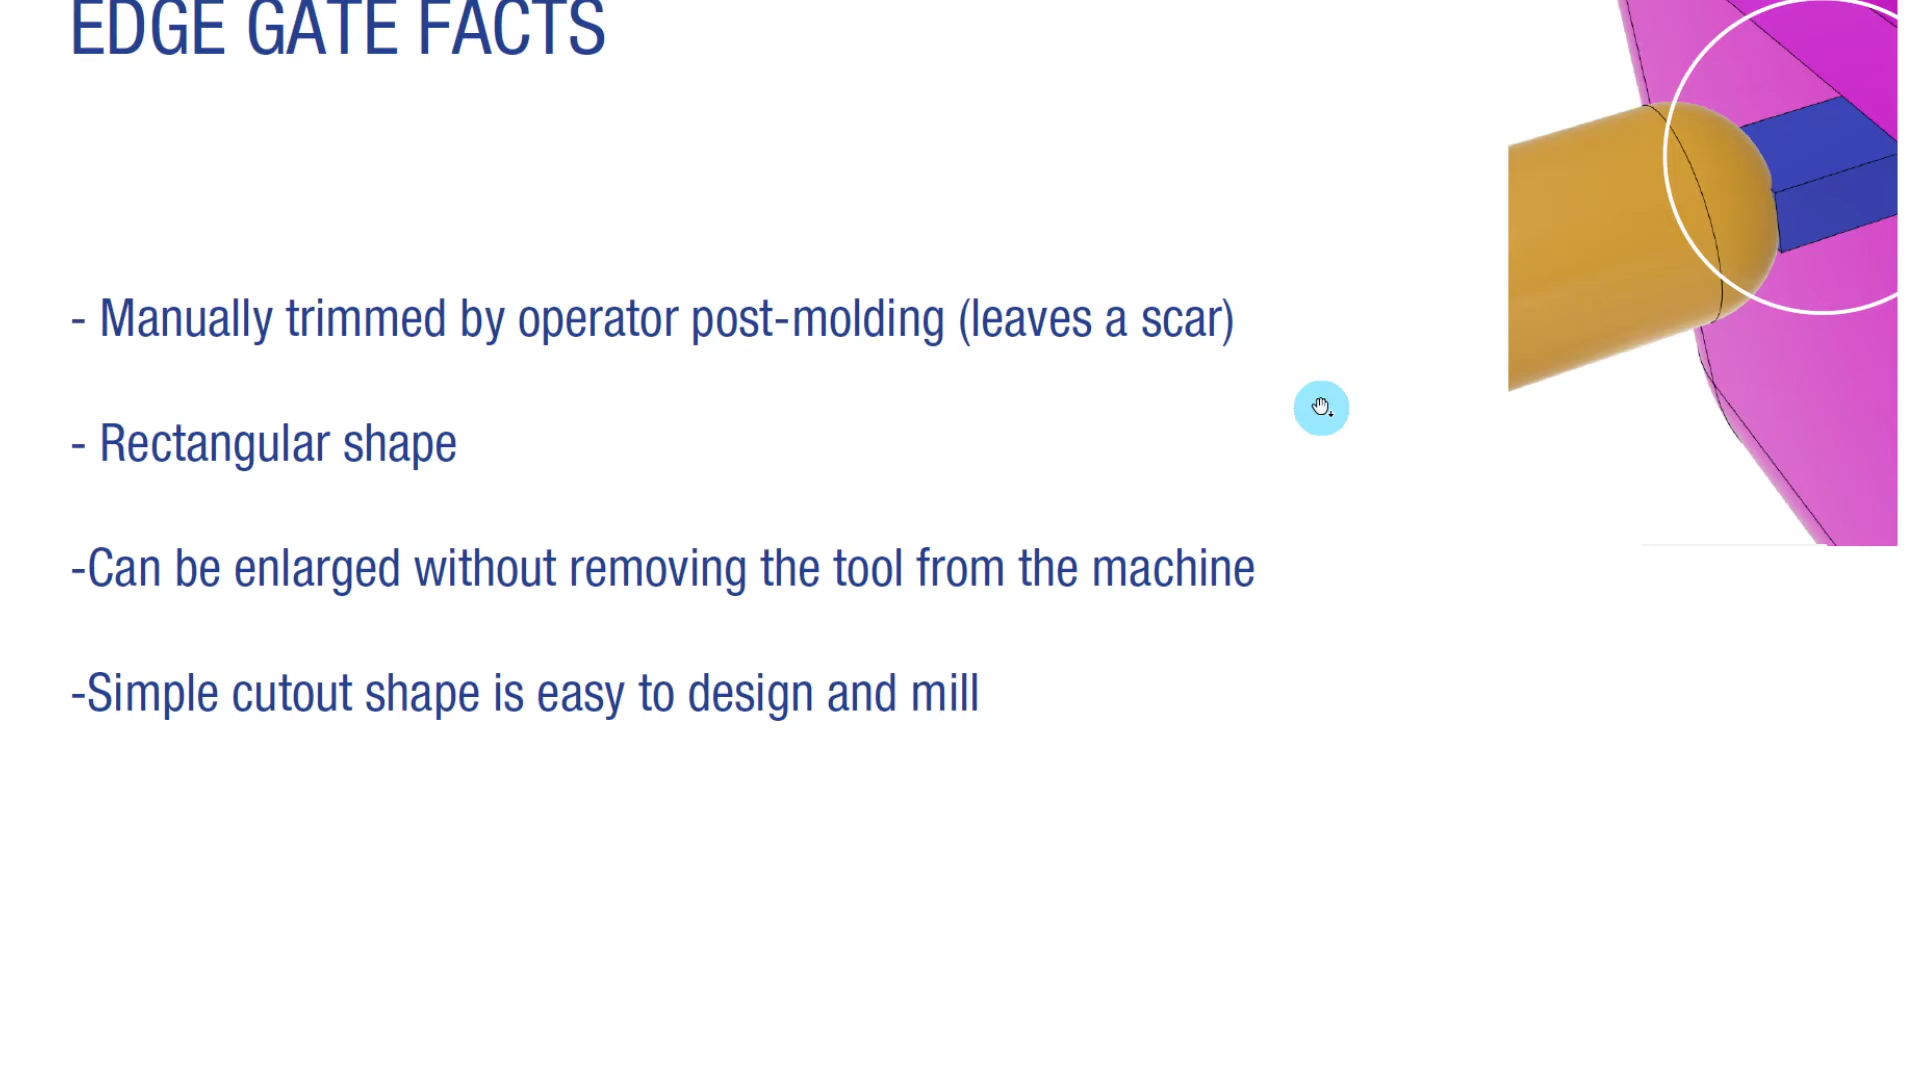 EDGE GATE FACTS
- Manually trimmed by operator post-molding (leaves a scar)
- Rectangular shape
-Can be enlarged without removing the tool from the machine
-Simple cutout shape is easy to design and mill